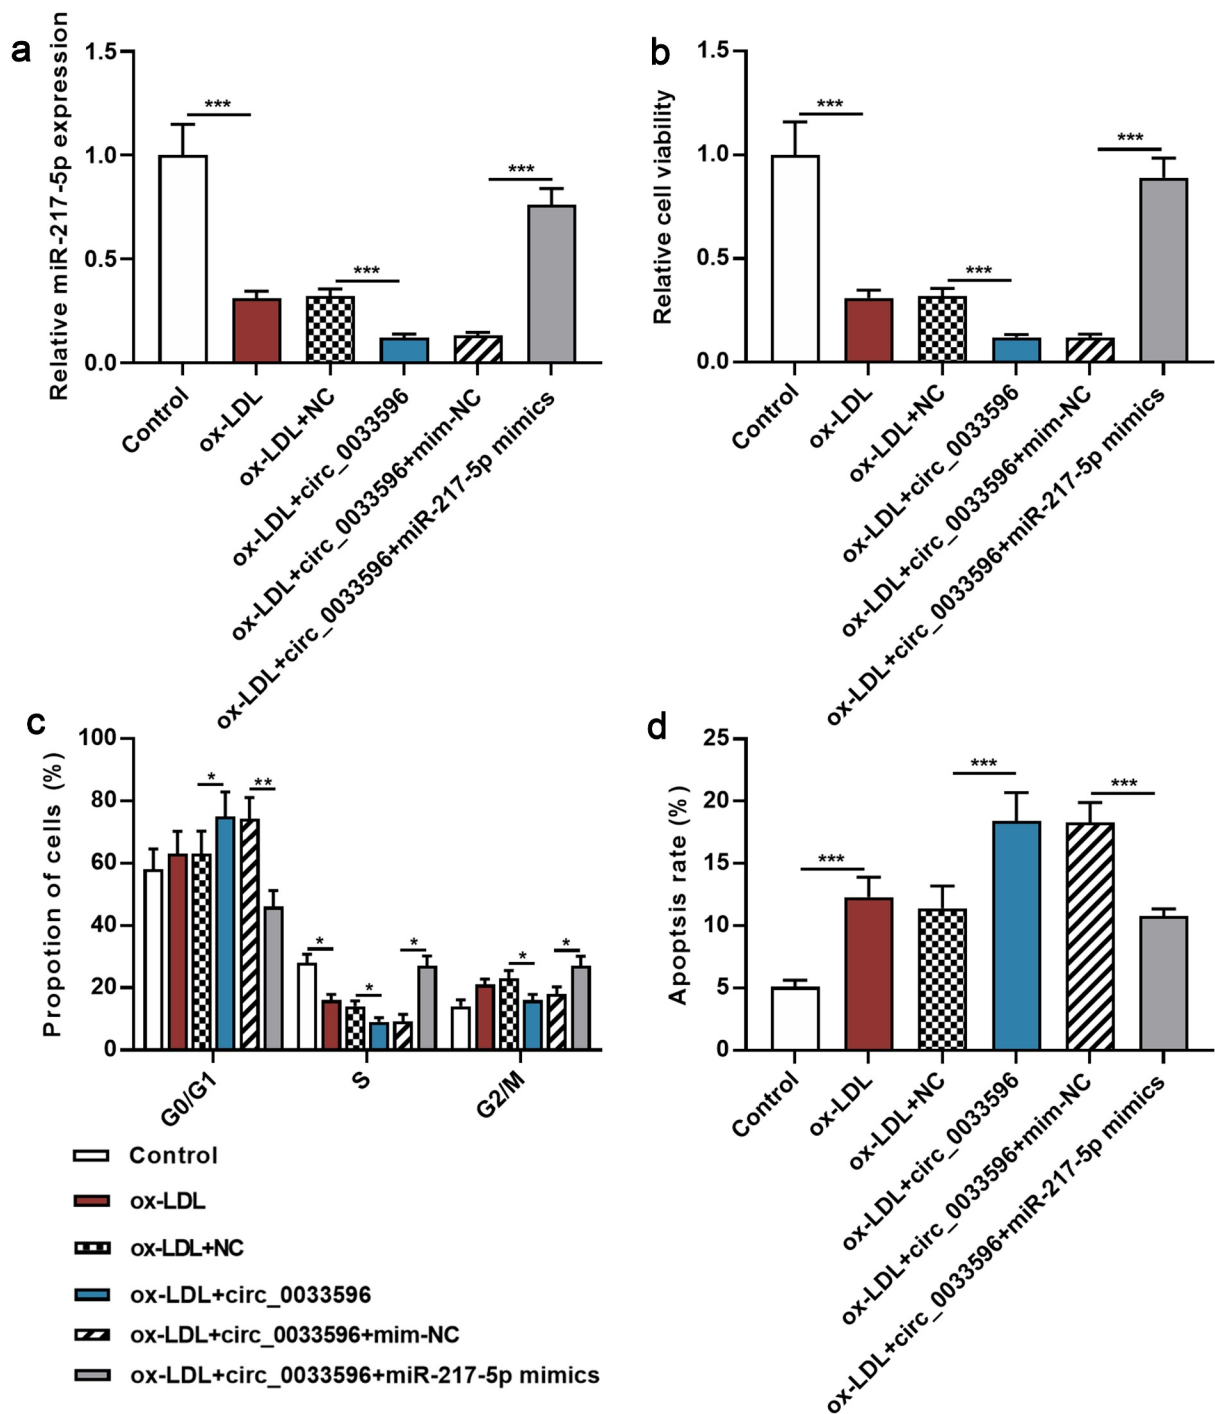 a
Relative miR-217-5p expression
1.5
1.0
0.5
0.0
***
***
***
Control
ox-LDL
ox-LDL+NC
ox-LDL+circ_0033596
ox-LDL+circ_0033596+mim-NC
ox-LDL+circ_0033596+miR-217-5p mimics
b
Relative cell viability
1.5
1.0
0.5
0.0
***
***
***
Control
ox-LDL
ox-LDL+NC
ox-LDL+circ_0033596
ox-LDL+circ_0033596+mim-NC
ox-LDL+circ_0033596+miR-217-5p mimics
c
Propotion of cells (%)
100
80
60
40
20
0
*
**
*
*
*
*
*
G0/G1
S
G2/M
Control
ox-LDL
ox-LDL+NC
ox-LDL+circ_0033596
ox-LDL+circ_0033596+mim-NC
ox-LDL+circ_0033596+miR-217-5p mimics
d
Apoptsis rate (%)
25
20
15
10
5
0
***
***
***
Control
ox-LDL
ox-LDL+NC
ox-LDL+circ_0033596
ox-LDL+circ_0033596+mim-NC
ox-LDL+circ_0033596+miR-217-5p mimics